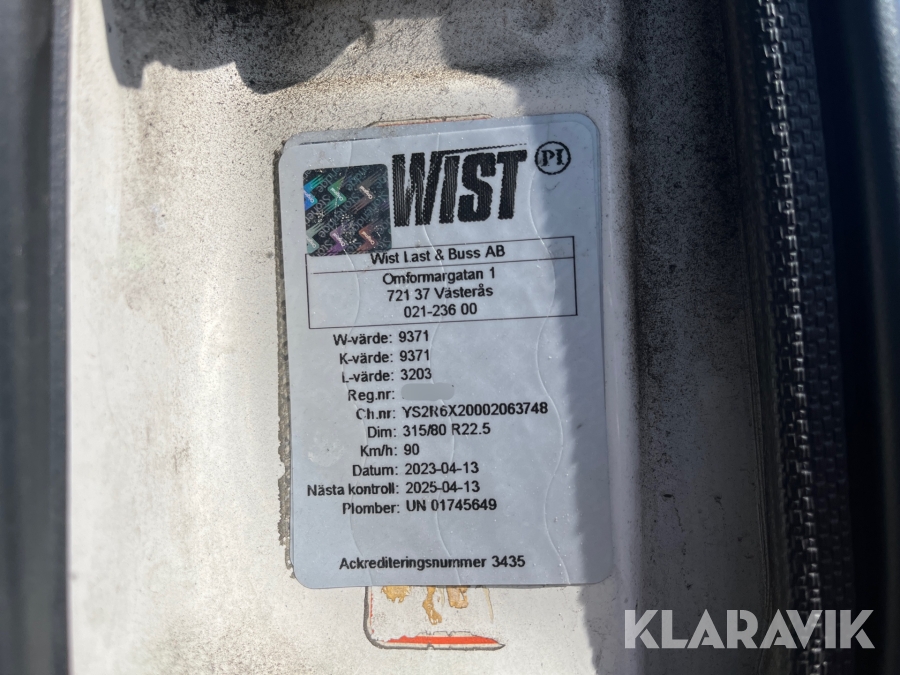 WIST PI
Wist Last & Buss AB
Omformargatan 1
721 37 Västerås
021-236 00
W-värde: 9371
K-värde: 9371
L-värde: 3203
Reg.nr:
Ch.nr: YS2R6X20002063748
Dim: 315/80 R22.5
Km/h: 90
Datum: 2023-04-13
Nästa kontroll: 2025-04-13
Plomber: UN 01745649
Ackrediteringsnummer 3435
KLARAVIK